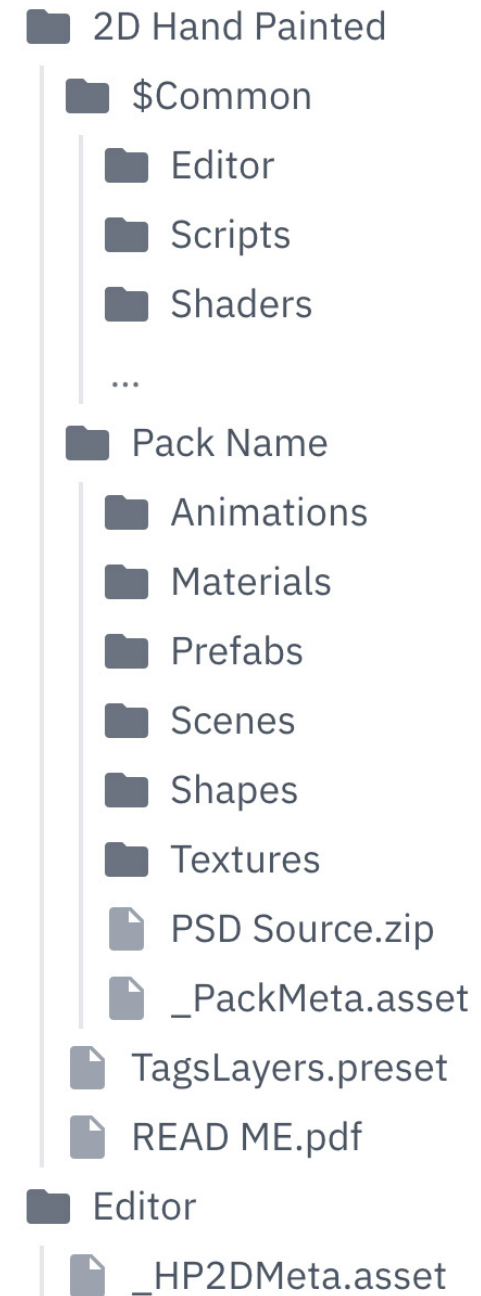 2D Hand Painted
$Common
Editor
Scripts
Shaders
...
Pack Name
Animations
Materials
Prefabs
Scenes
Shapes
Textures
PSD Source.zip
_PackMeta.asset
TagsLayers.preset
READ ME.pdf
Editor
_HP2DMeta.asset